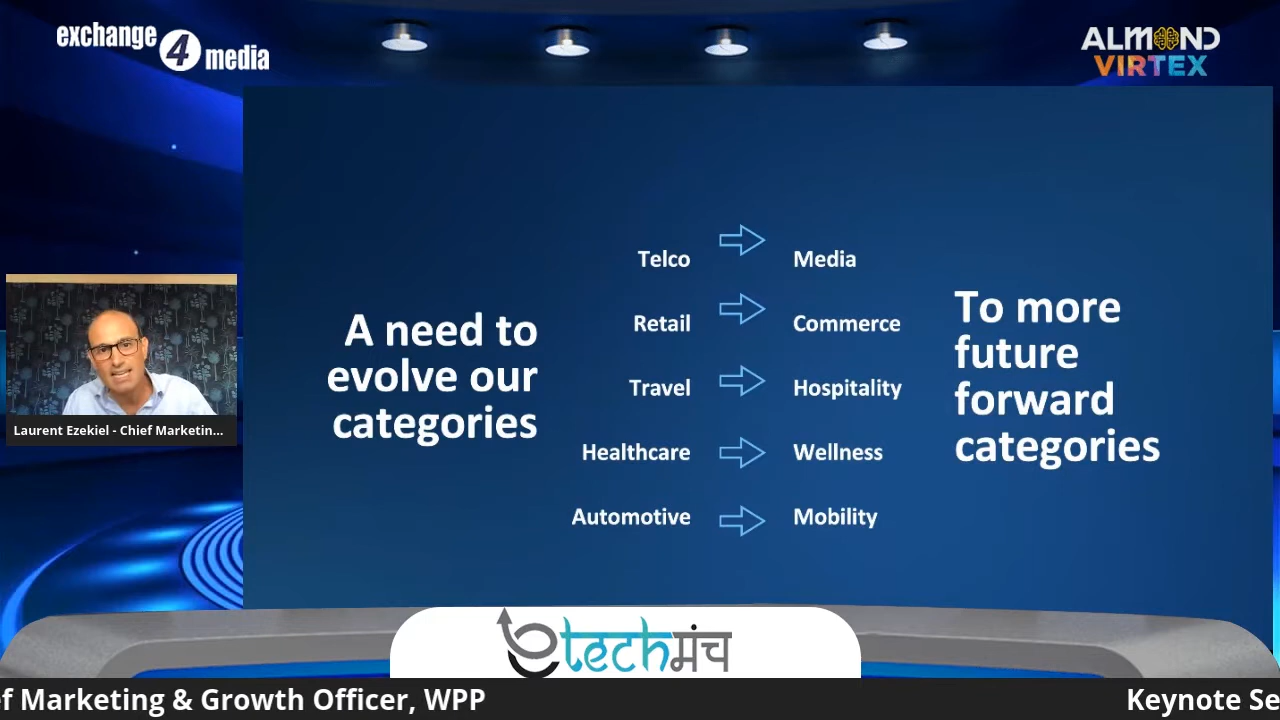 exchange
4
media
ALMOND
VIRTEX
A need to
evolve our
categories
Telco
Media
Retail
Commerce
Travel
Hospitality
Healthcare
Wellness
Automotive
Mobility
To more
future
forward
categories
Laurent Ezekiel - Chief Marketin...
techमंच
ef Marketing & Growth Officer, WPP
Keynote Se